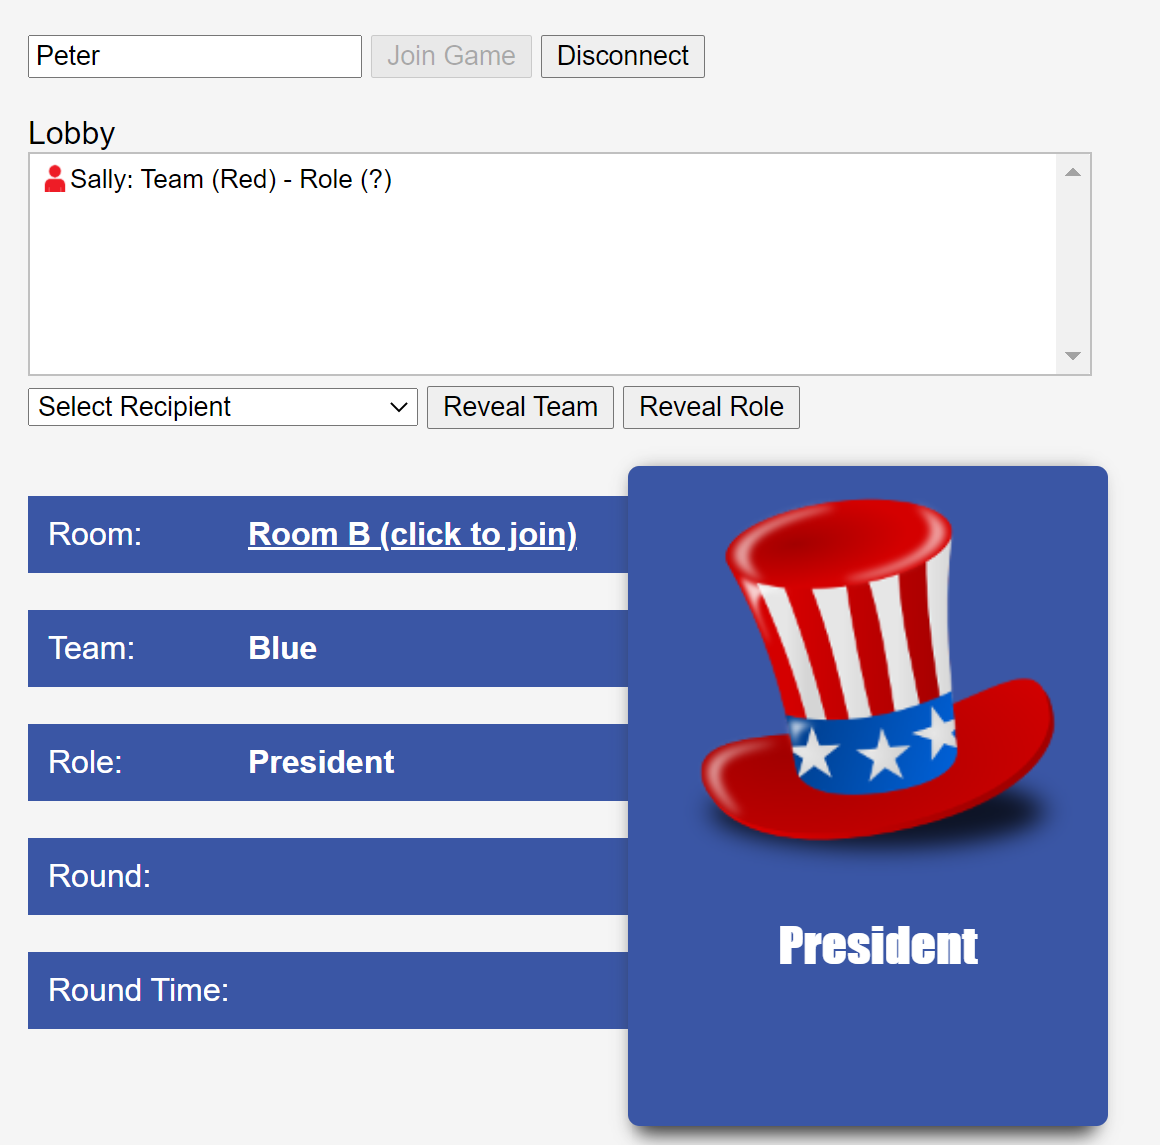 Peter Join Game Disconnect
Lobby
Sally: Team (Red) - Role (?)
Select Recipient Reveal Team Reveal Role
Room: Room B (click to join)
Team: Blue
Role: President
Round:
Round Time:
President